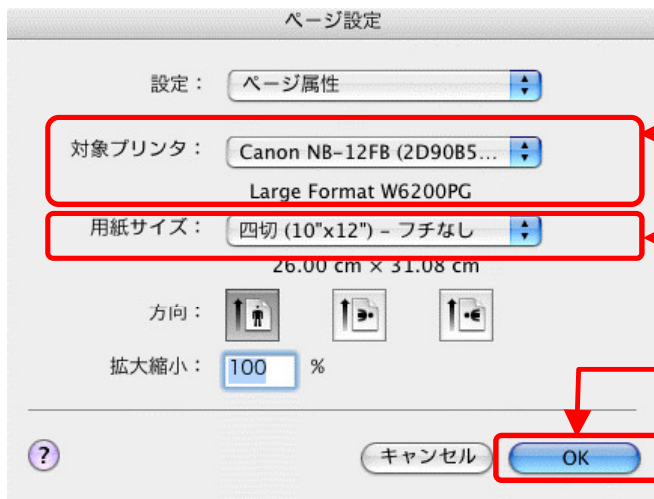 ページ設定
設定： ページ属性
対象プリンタ： Canon NB-12FB (2D90B5...
Large Format W6200PG
用紙サイズ： 四切 (10"x12") – フチなし
26.00 cm × 31.08 cm
方向：
拡大縮小： 100 %
? キャンセル OK